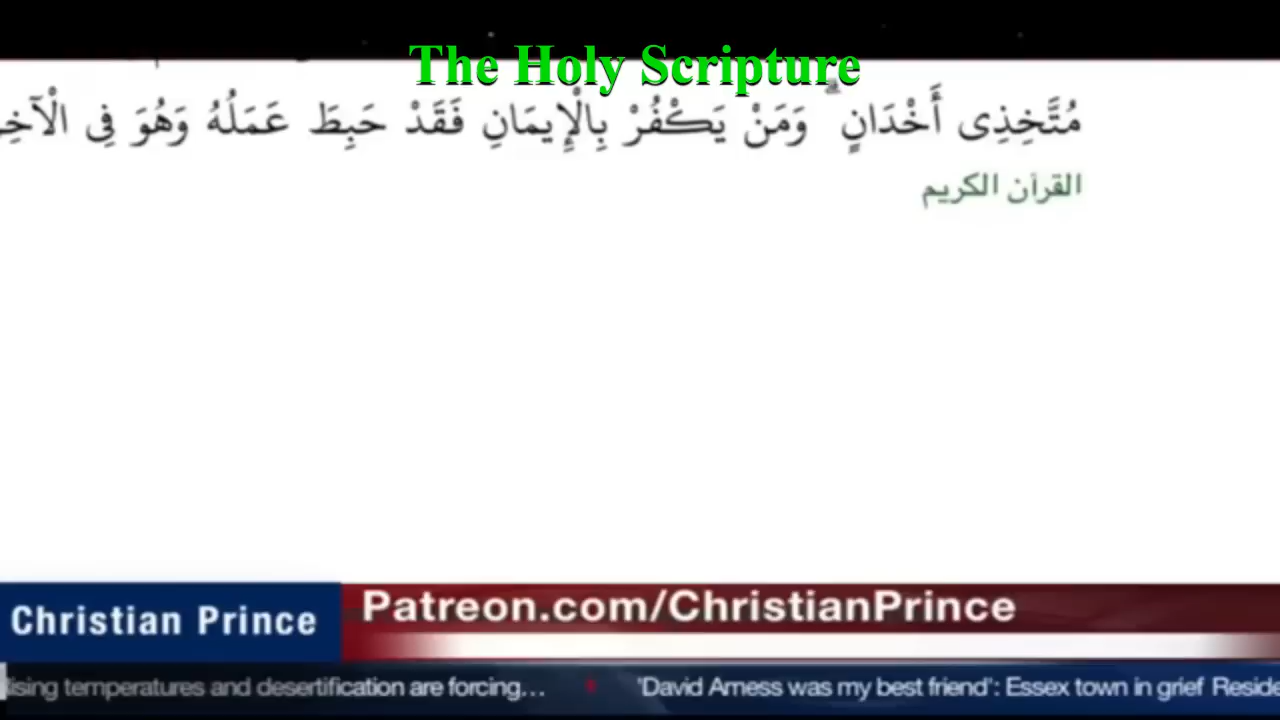 The Holy Scripture
مُتَّخِذِى أَخْدَانٍ ۗ وَمَنْ يَكْفُرْ بِالْإِيمَانِ فَقَدْ حَبِطَ عَمَلُهُ وَهُوَ فِى
القرآن الكريم
Patreon.com/ChristianPrince
Christian Prince
temperatures and desertification are forcing... 'David Amess was my best friend': Essex town in grief